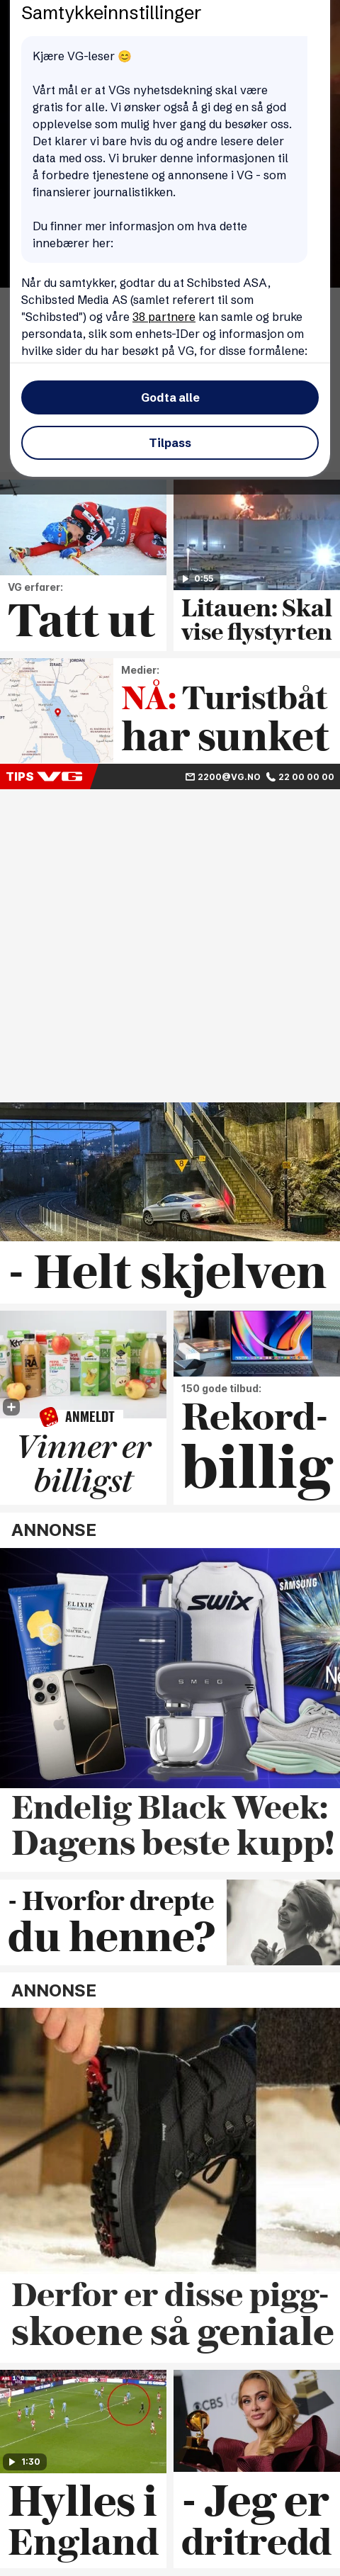 Samtykkeinnstillinger
Kjære VG-leser 😊
Vårt mål er at VGs nyhetsdekning skal være
gratis for alle. Vi ønsker også å gi deg en så god
opplevelse som mulig hver gang du besøker oss.
Det klarer vi bare hvis du og andre lesere deler
data med oss. Vi bruker denne informasjonen til
å forbedre tjenestene og annonsene i VG - som
finansierer journalistikken.
Du finner mer informasjon om hva dette
innebærer her:
Når du samtykker, godtar du at Schibsted ASA,
Schibsted Media AS (samlet referert til som
"Schibsted") og våre 38 partnere kan samle og bruke
persondata, slik som enhets-IDer og informasjon om
hvilke sider du har besøkt på VG, for disse formålene:
Godta alle
Tilpass
VG erfarer:
Tatt ut
0:55
Litauen: Skal
vise flystyrten
JORDAN
Medier:
NÅ: Turistbåt
har sunket
TIPS VG
2200@VG.NO 22 00 00 00
- Helt skjelven
ANMELDT
Vinner er
billigst
150 gode tilbud:
Rekord-
billig
ANNONSE
ELIXIR
swix
SAMSUNG
SMEG
Endelig Black Week:
Dagens beste kupp!
- Hvorfor drepte
du henne?
ANNONSE
Derfor er disse pigg-
skoene så geniale
1:30
Hylles i
England
CBS
- Jeg er
dritredd